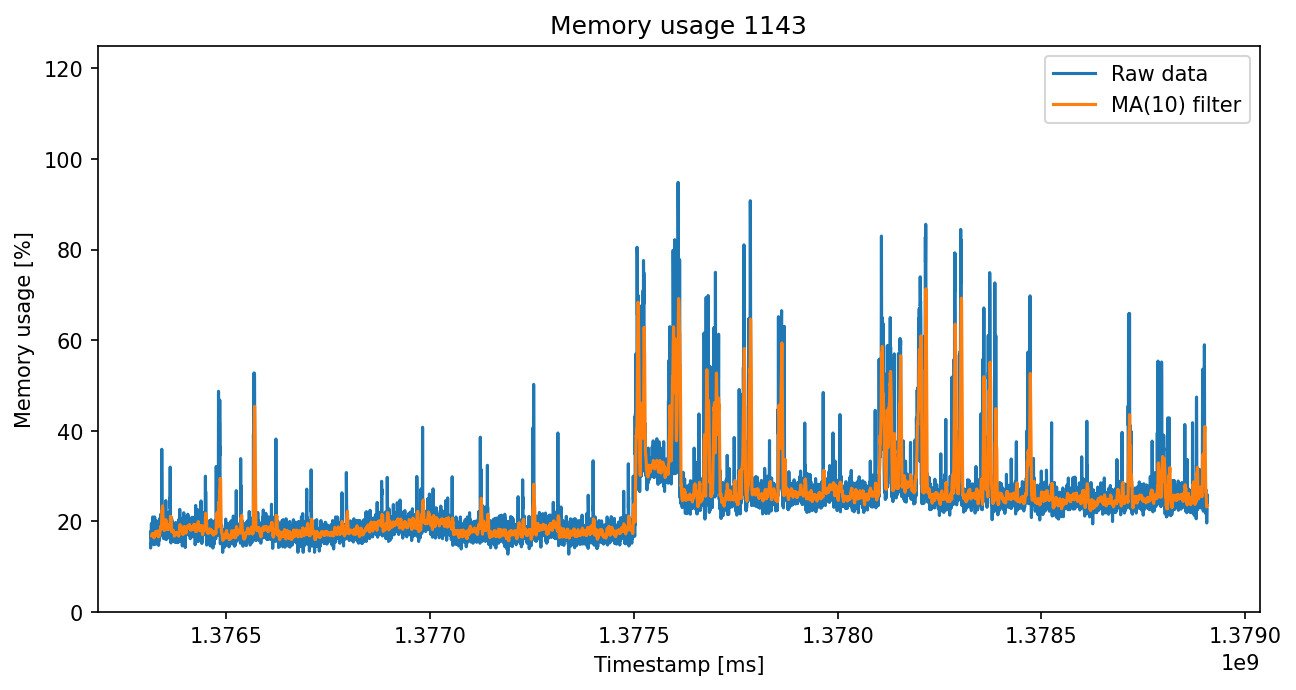 Memory usage 1143
Raw data
MA(10) filter
Memory usage [%]
120
100
80
60
40
20
0
1.3765 1.3770 1.3775 1.3780 1.3785 1.3790
1e9
Timestamp [ms]